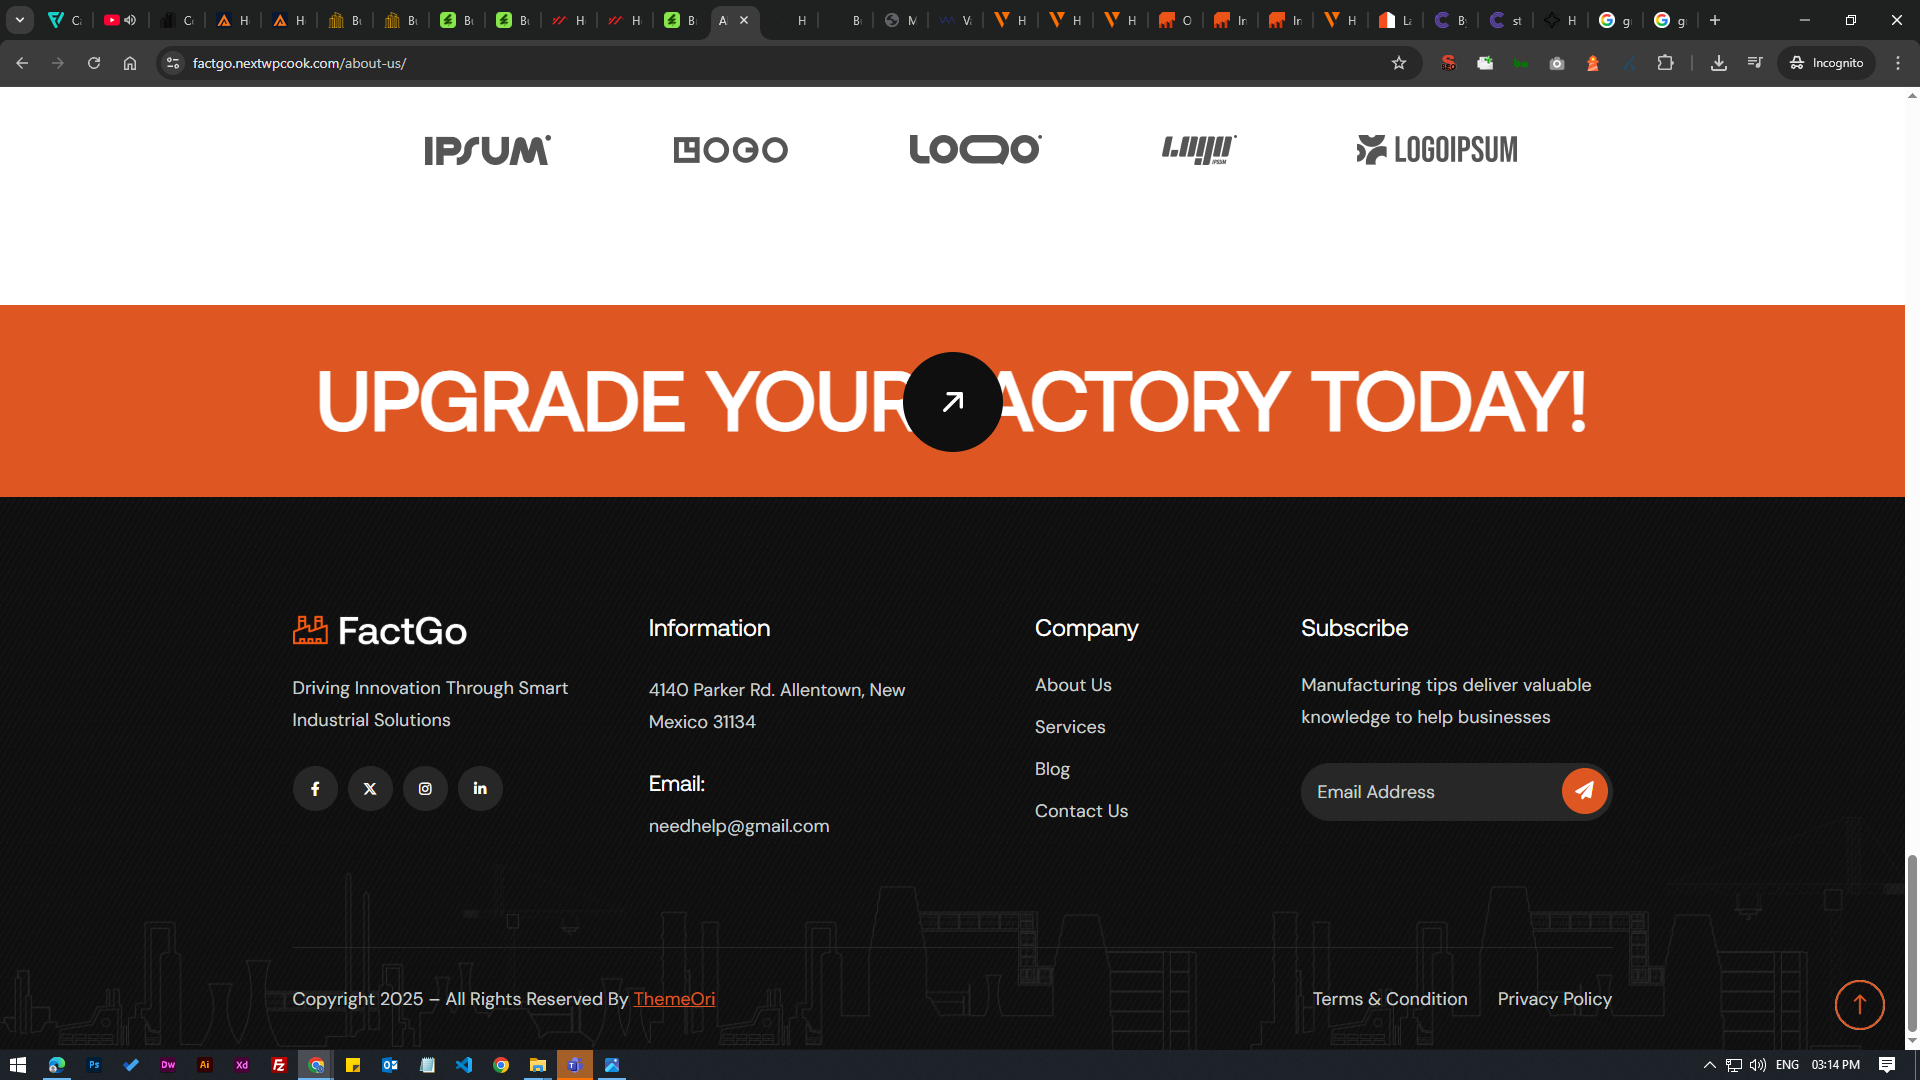 factgo.nextwpcook.com/about-us/
Incognito
IPSUM
LOGO
LOQO
LOGO IPSUM
LOGOIPSUM
UPGRADE YOUR ACTORY TODAY!
FactGo
Driving Innovation Through Smart
Industrial Solutions
Information
4140 Parker Rd. Allentown, New
Mexico 31134
Email:
needhelp@gmail.com
Company
About Us
Services
Blog
Contact Us
Subscribe
Manufacturing tips deliver valuable
knowledge to help businesses
Email Address
Copyright 2025 – All Rights Reserved By ThemeOri
Terms & Condition
Privacy Policy
ENG
03:14 PM